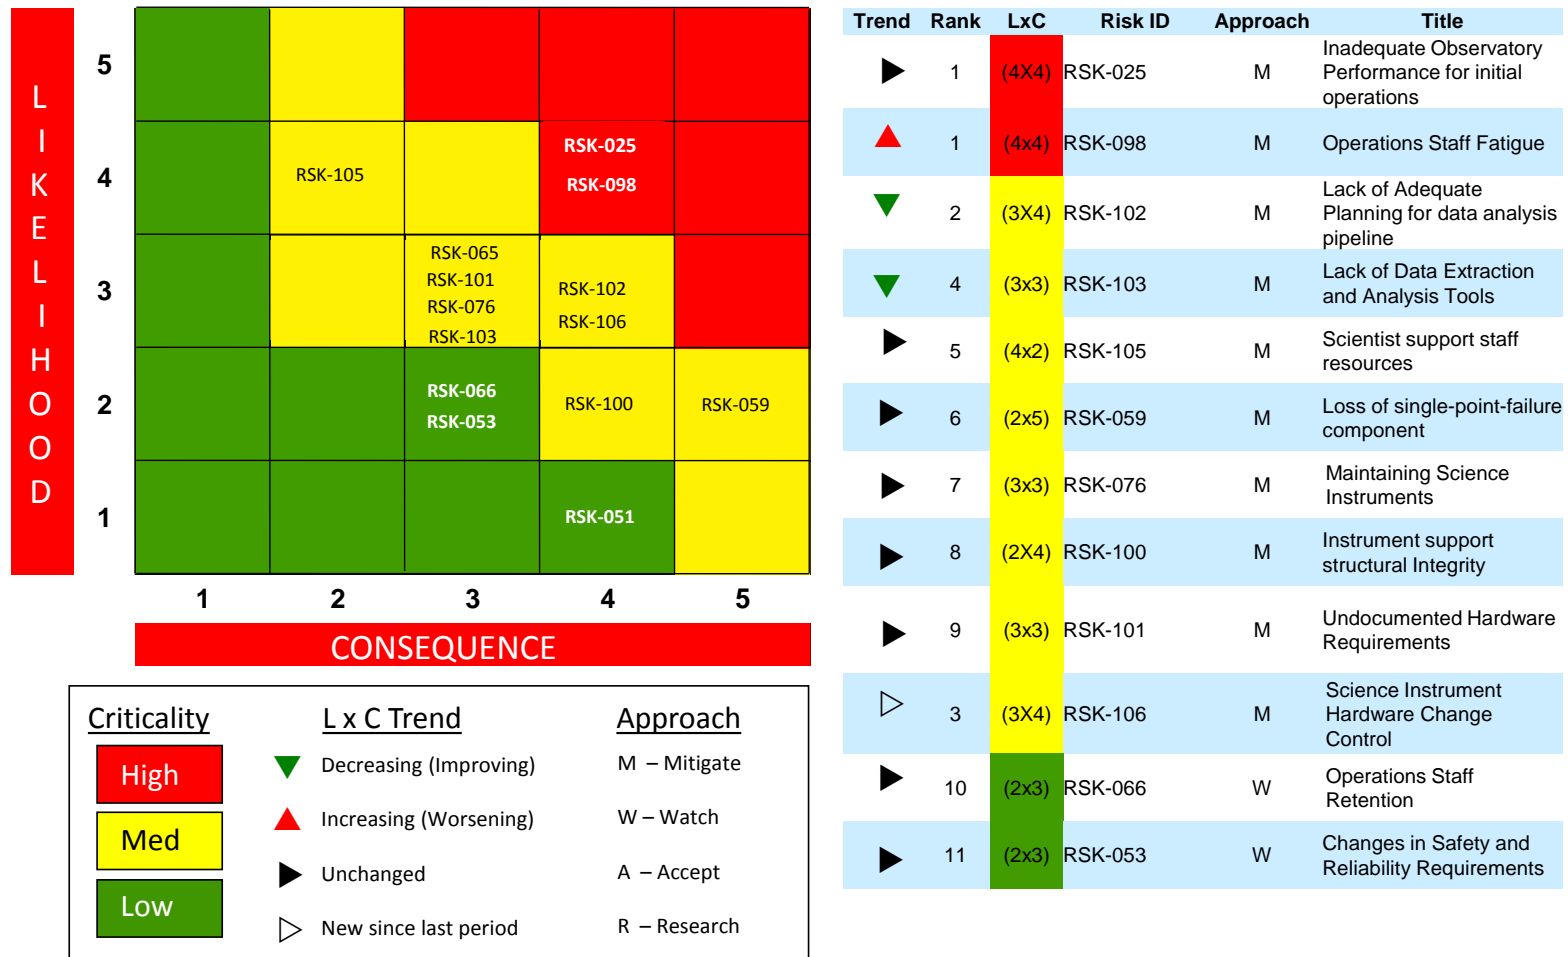 L
I
K
E
L
I
H
O
O
D
5
4
RSK-105
RSK-025
RSK-098
3
RSK-065
RSK-101
RSK-076
RSK-103
RSK-102
RSK-106
2
RSK-066
RSK-053
RSK-100
RSK-059
1
RSK-051
1 2 3 4 5
CONSEQUENCE
Criticality
High
Med
Low
L x C Trend
Decreasing (Improving)
Increasing (Worsening)
Unchanged
New since last period
Approach
M – Mitigate
W – Watch
A – Accept
R – Research
Trend Rank LxC Risk ID Approach Title
1 (4X4) RSK-025 M Inadequate Observatory
Performance for initial
operations
1 (4x4) RSK-098 M Operations Staff Fatigue
2 (3X4) RSK-102 M Lack of Adequate
Planning for data analysis
pipeline
4 (3x3) RSK-103 M Lack of Data Extraction
and Analysis Tools
5 (4x2) RSK-105 M Scientist support staff
resources
6 (2x5) RSK-059 M Loss of single-point-failure
component
7 (3x3) RSK-076 M Maintaining Science
Instruments
8 (2X4) RSK-100 M Instrument support
structural Integrity
9 (3x3) RSK-101 M Undocumented Hardware
Requirements
3 (3X4) RSK-106 M Science Instrument
Hardware Change
Control
10 (2x3) RSK-066 W Operations Staff
Retention
11 (2x3) RSK-053 W Changes in Safety and
Reliability Requirements